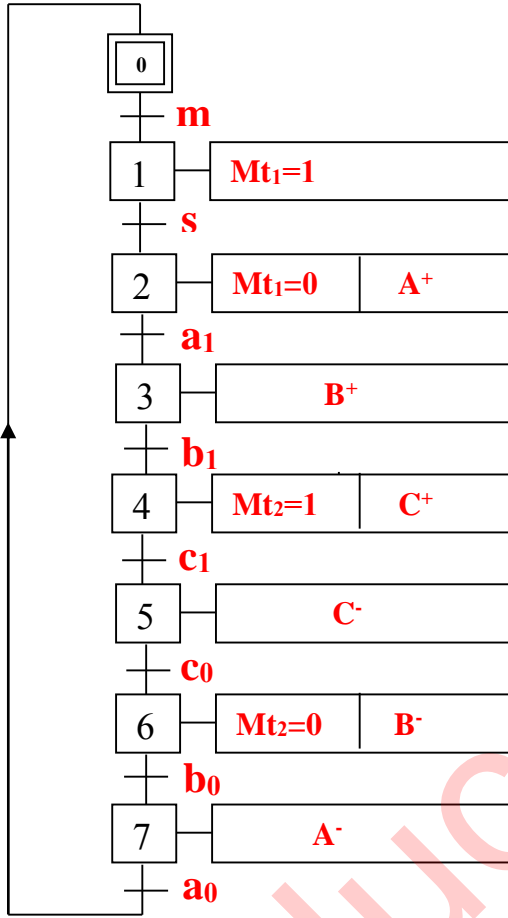 0
m
1 Mt₁=1
s
2 Mt₁=0 A⁺
a₁
3 B⁺
b₁
4 Mt₂=1 C⁺
c₁
5 C⁻
c₀
6 Mt₂=0 B⁻
b₀
7 A⁻
a₀